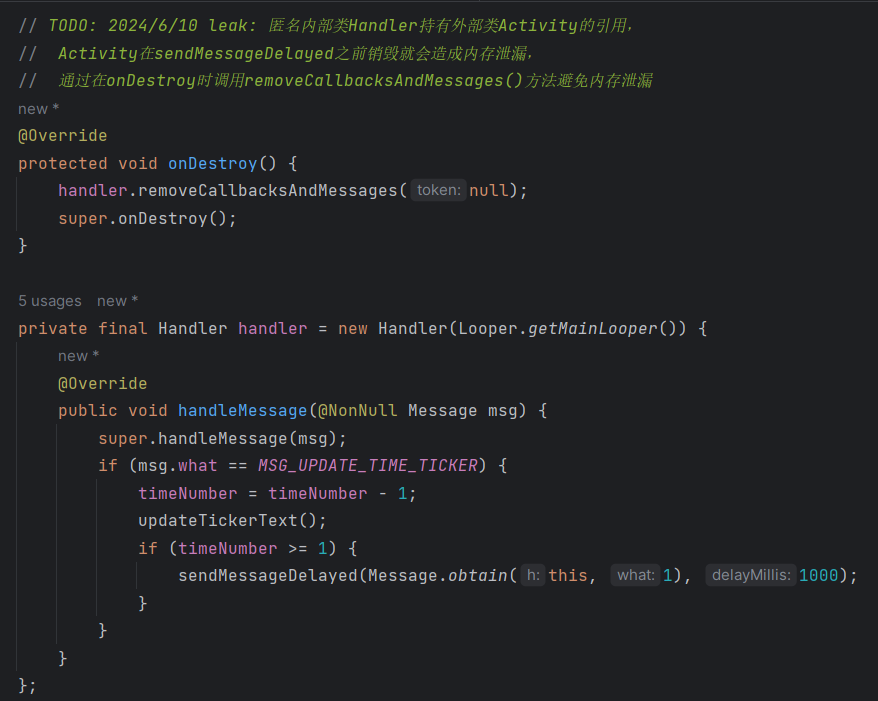 // TODO: 2024/6/10 leak: 匿名内部类Handler持有外部类Activity的引用，
//  Activity在sendMessageDelayed之前销毁就会造成内存泄漏，
//  通过在onDestroy时调用removeCallbacksAndMessages()方法避免内存泄漏
new *
@Override
protected void onDestroy() {
    handler.removeCallbacksAndMessages( token: null);
    super.onDestroy();
}
5 usages   new *
private final Handler handler = new Handler(Looper.getMainLooper()) {
    new *
    @Override
    public void handleMessage(@NonNull Message msg) {
        super.handleMessage(msg);
        if (msg.what == MSG_UPDATE_TIME_TICKER) {
            timeNumber = timeNumber - 1;
            updateTickerText();
            if (timeNumber >= 1) {
                sendMessageDelayed(Message.obtain( h: this,  what: 1),  delayMillis: 1000);
            }
        }
    }
};